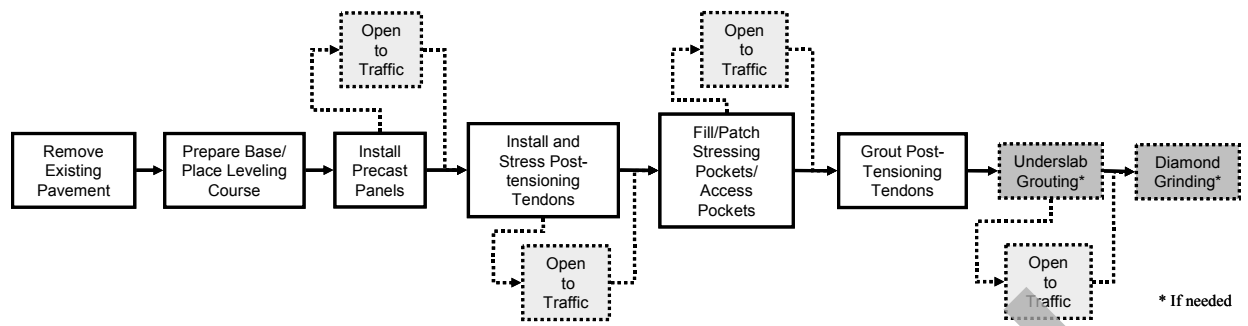 Open
to
Traffic
Open
to
Traffic
Remove
Existing
Pavement
Prepare Base/
Place Leveling
Course
Install
Precast
Panels
Install and
Stress Post-
tensioning
Tendons
Fill/Patch
Stressing
Pockets/
Access
Pockets
Grout Post-
Tensioning
Tendons
Underslab
Grouting*
Diamond
Grinding*
Open
to
Traffic
Open
to
Traffic
* If needed